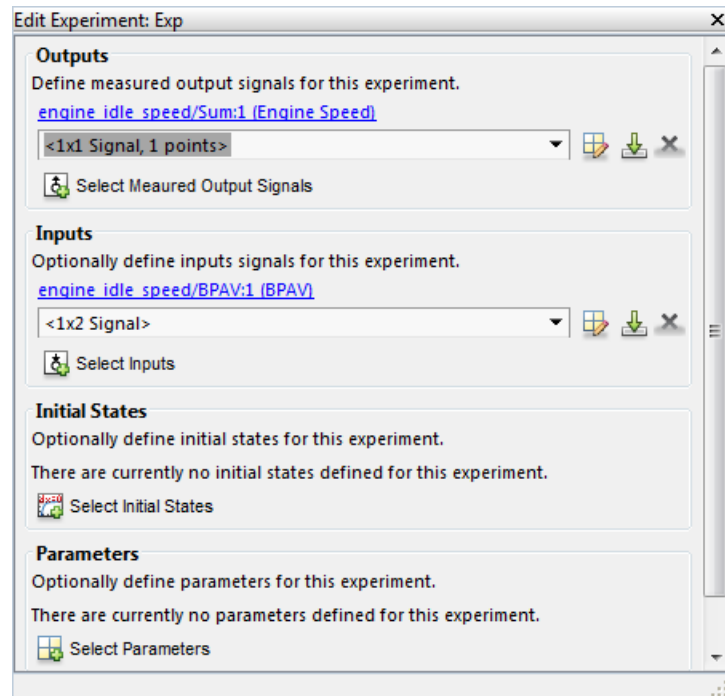 Edit Experiment: Exp
Outputs
Define measured output signals for this experiment.
engine_idle_speed/Sum:1 (Engine Speed)
<1x1 Signal, 1 points>
Select Meaured Output Signals
Inputs
Optionally define inputs signals for this experiment.
engine_idle_speed/BPAV:1 (BPAV)
<1x2 Signal>
Select Inputs
Initial States
Optionally define initial states for this experiment.
There are currently no initial states defined for this experiment.
Select Initial States
Parameters
Optionally define parameters for this experiment.
There are currently no parameters defined for this experiment.
Select Parameters